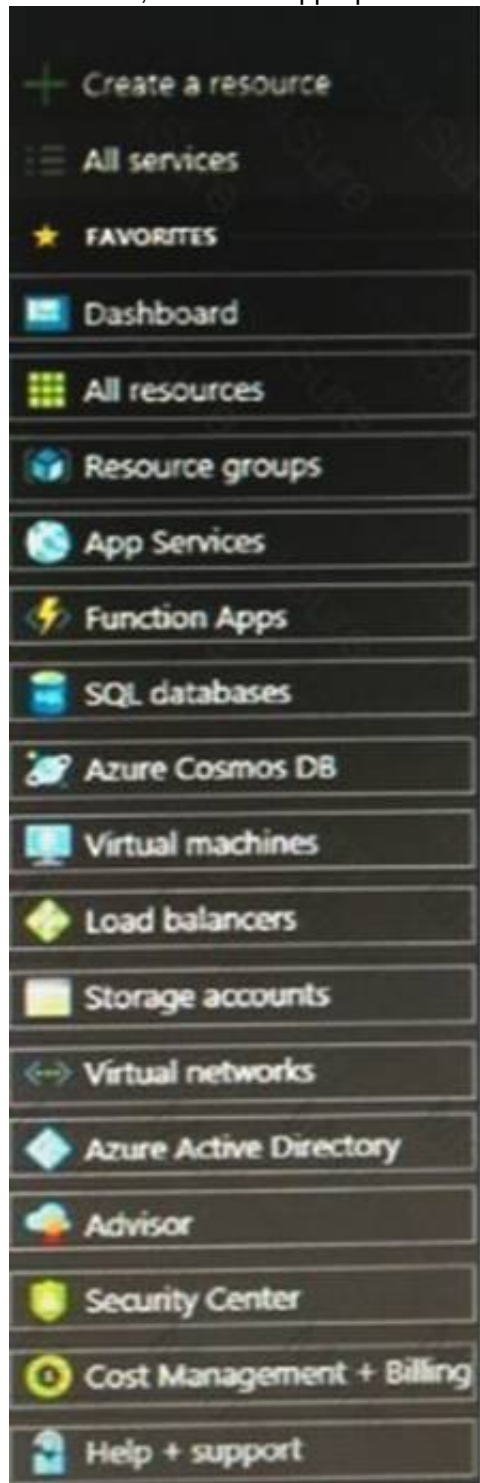 Create a resource
All services
FAVORITES
Dashboard
All resources
Resource groups
App Services
Function Apps
SQL databases
Azure Cosmos DB
Virtual machines
Load balancers
Storage accounts
Virtual networks
Azure Active Directory
Advisor
Security Center
Cost Management + Billing
Help + support